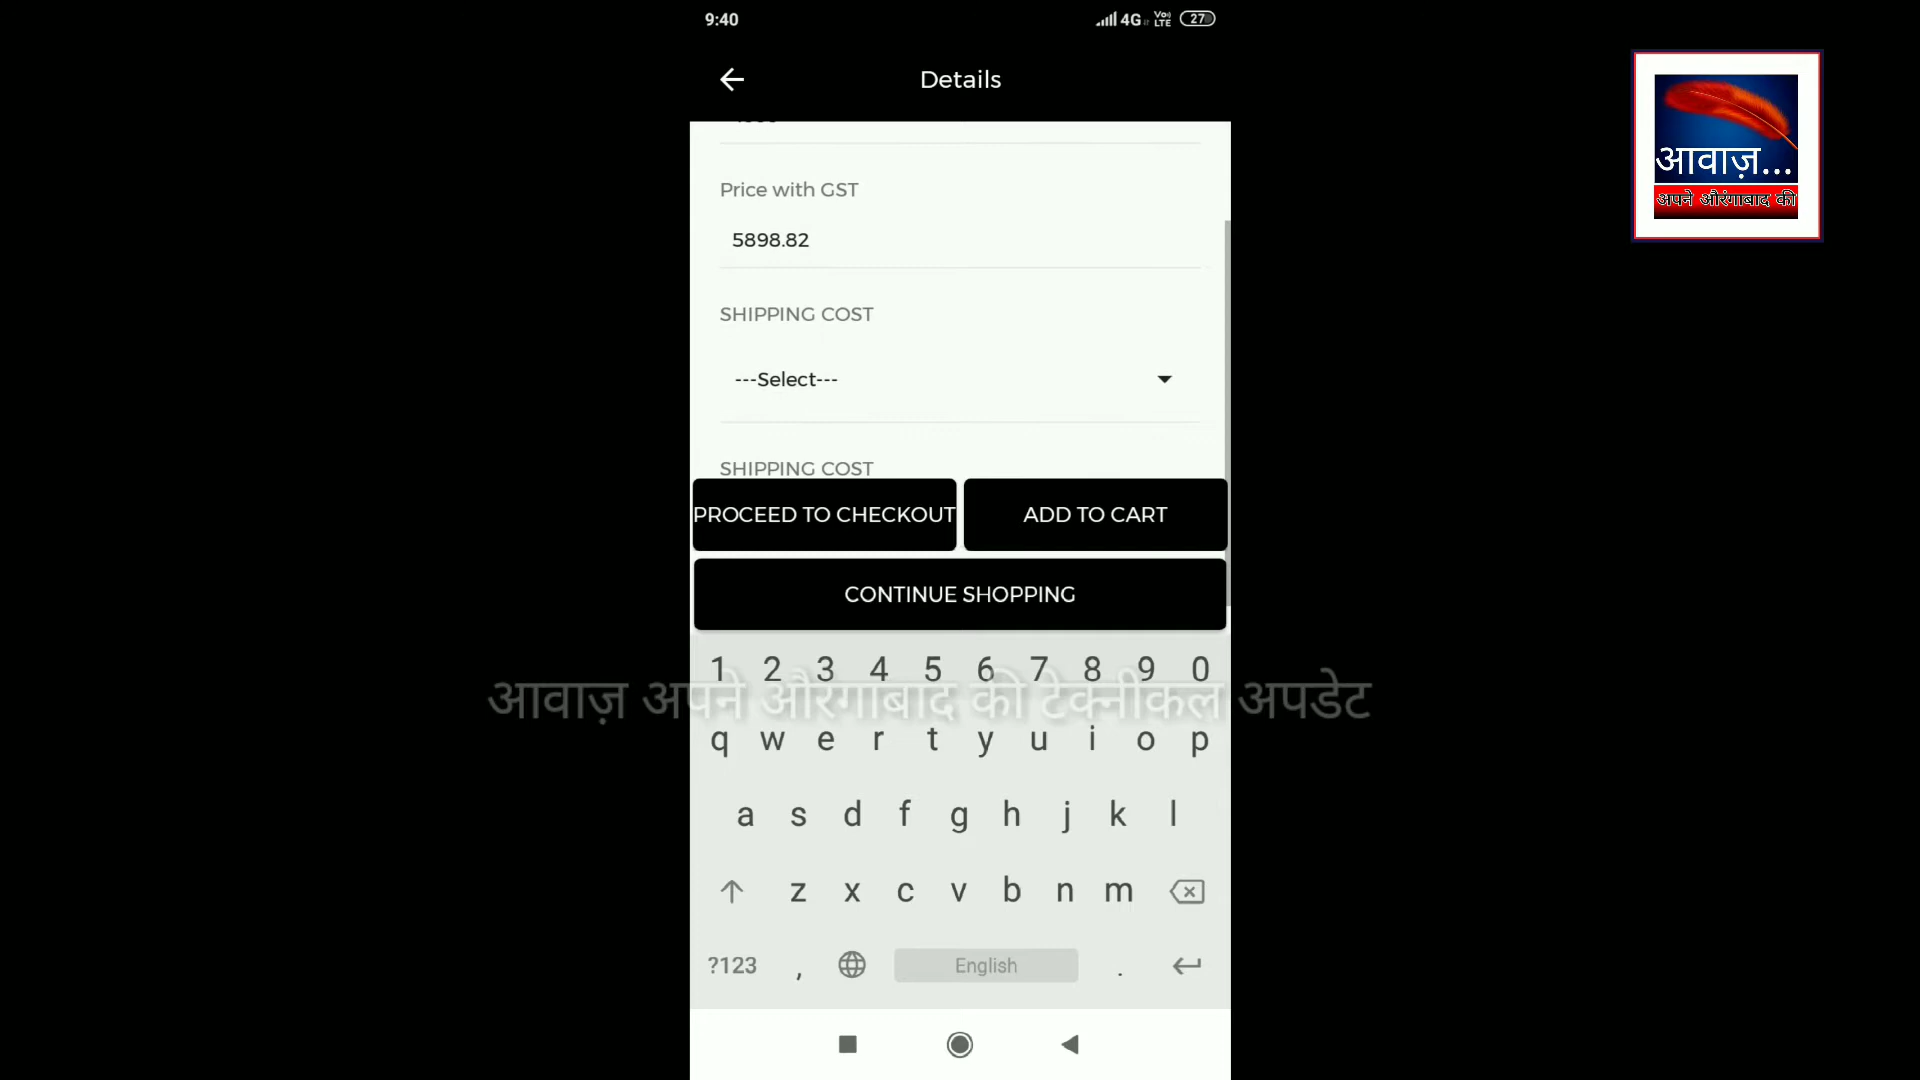 9:40
4G Vo) LTE 27
Details
Price with GST
5898.82
SHIPPING COST
---Select---
SHIPPING COST
PROCEED TO CHECKOUT
ADD TO CART
CONTINUE SHOPPING
1 2 3 4 5 6 7 8 9 0
आवाज़ अपने औरंगाबाद की टेक्नीकल अपडेट
q w e r t y u i o p
a s d f g h j k l
z x c v b n m
?123 , English .
आवाज़...
अपने औरंगाबाद की